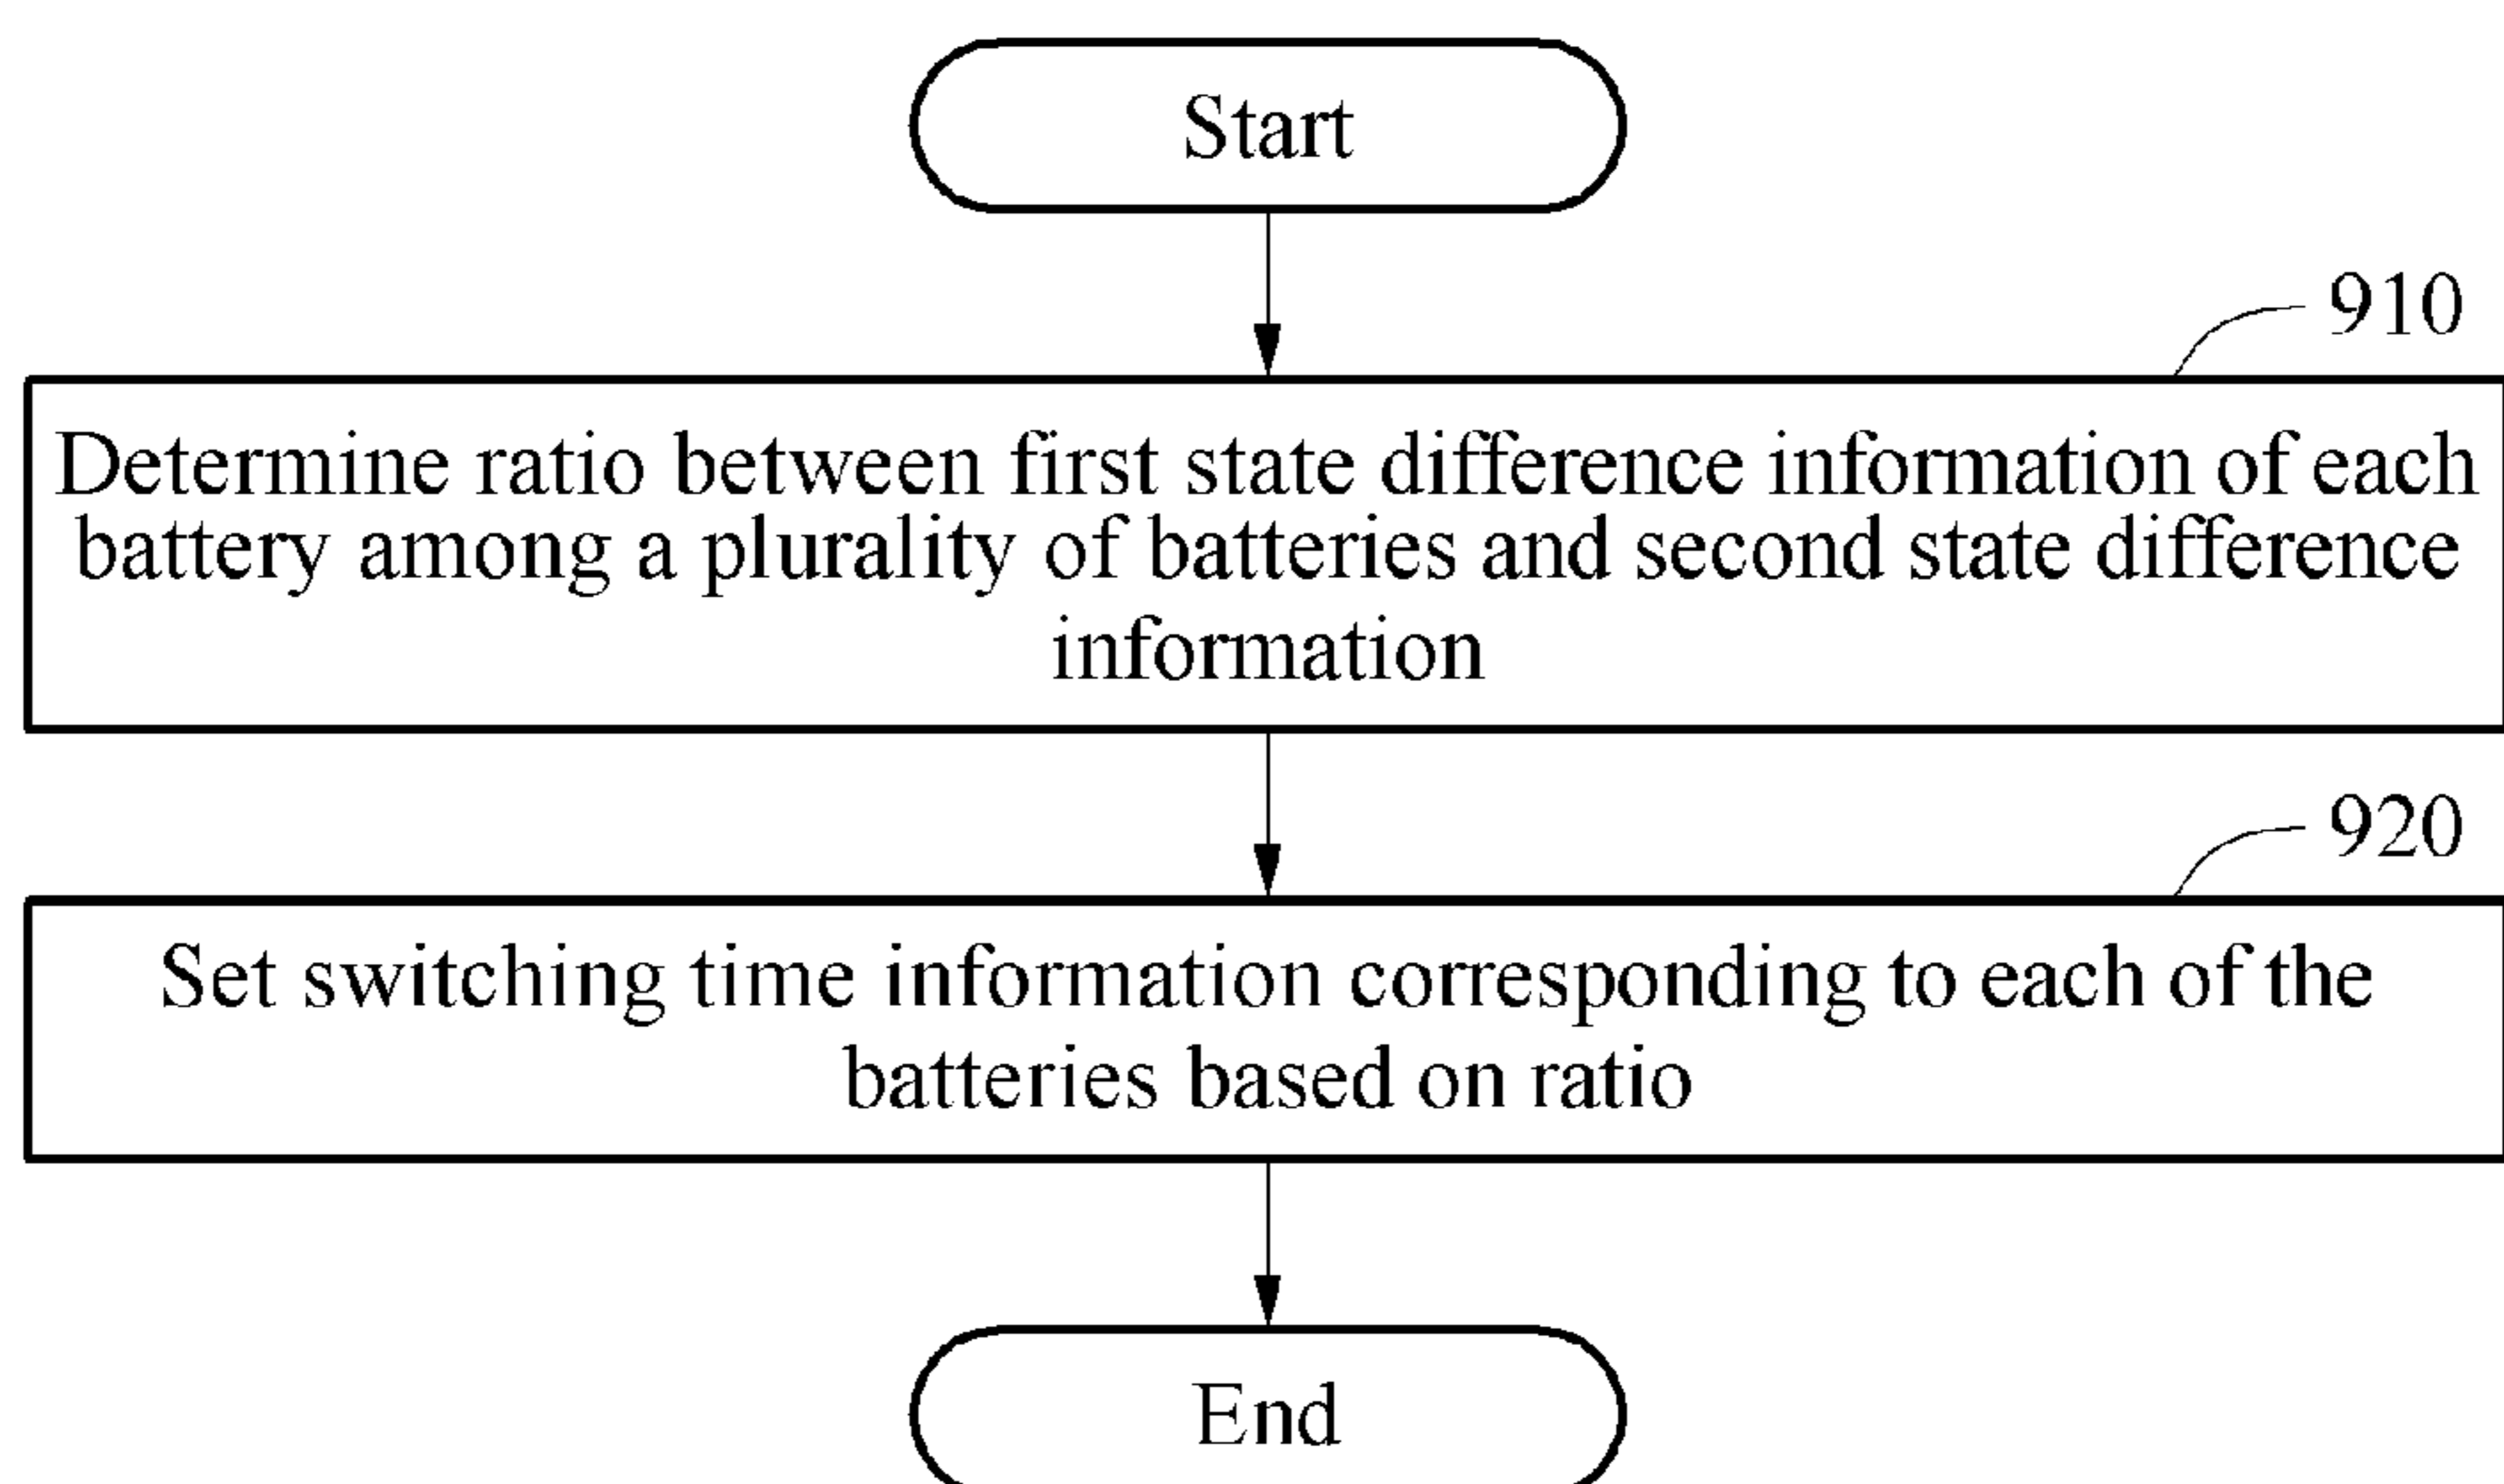 Start
910
Determine ratio between first state difference information of each
battery among a plurality of batteries and second state difference
information
920
Set switching time information corresponding to each of the
batteries based on ratio
End